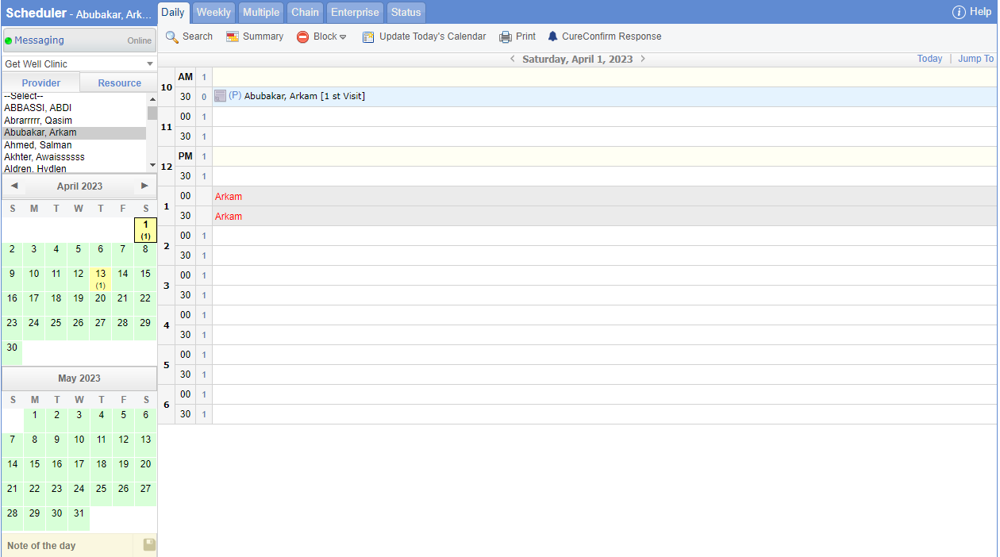 Scheduler - Abubakar, Ark...
Daily Weekly Multiple Chain Enterprise Status
Help
Messaging Online
Search Summary Block Update Today's Calendar Print CureConfirm Response
Get Well Clinic
Saturday, April 1, 2023
Today | Jump To
Provider Resource
--Select--
ABBASSI, ABDI
Abrarrrrr, Qasim
Abubakar, Arkam
Ahmed, Salman
Akhter, Awaissssss
Aldren, Hydlen
April 2023
S M T W T F S
1
(1)
2 3 4 5 6 7 8
9 10 11 12 13 14 15
(1)
16 17 18 19 20 21 22
23 24 25 26 27 28 29
30
May 2023
S M T W T F S
1 2 3 4 5 6
7 8 9 10 11 12 13
14 15 16 17 18 19 20
21 22 23 24 25 26 27
28 29 30 31
Note of the day
10 AM 1
30 0 (P) Abubakar, Arkam [1 st Visit]
11 00 1
30 1
12 PM 1
30 1
1 00 Arkam
30 Arkam
2 00 1
30 1
3 00 1
30 1
4 00 1
30 1
5 00 1
30 1
6 00 1
30 1